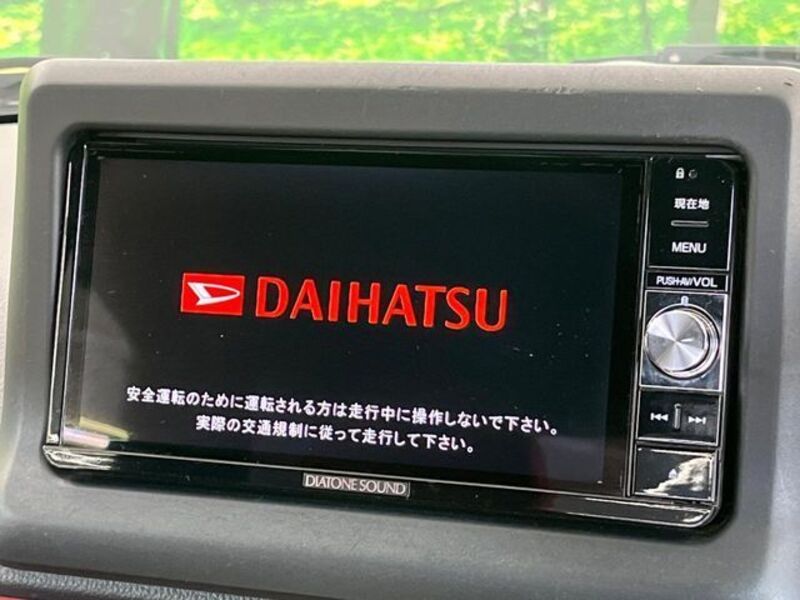 現在地
MENU
PUSH-AV/VOL
DAIHATSU
安全運転のために運転される方は走行中に操作しないで下さい。
実際の交通規制に従って走行して下さい。
DIATONE SOUND